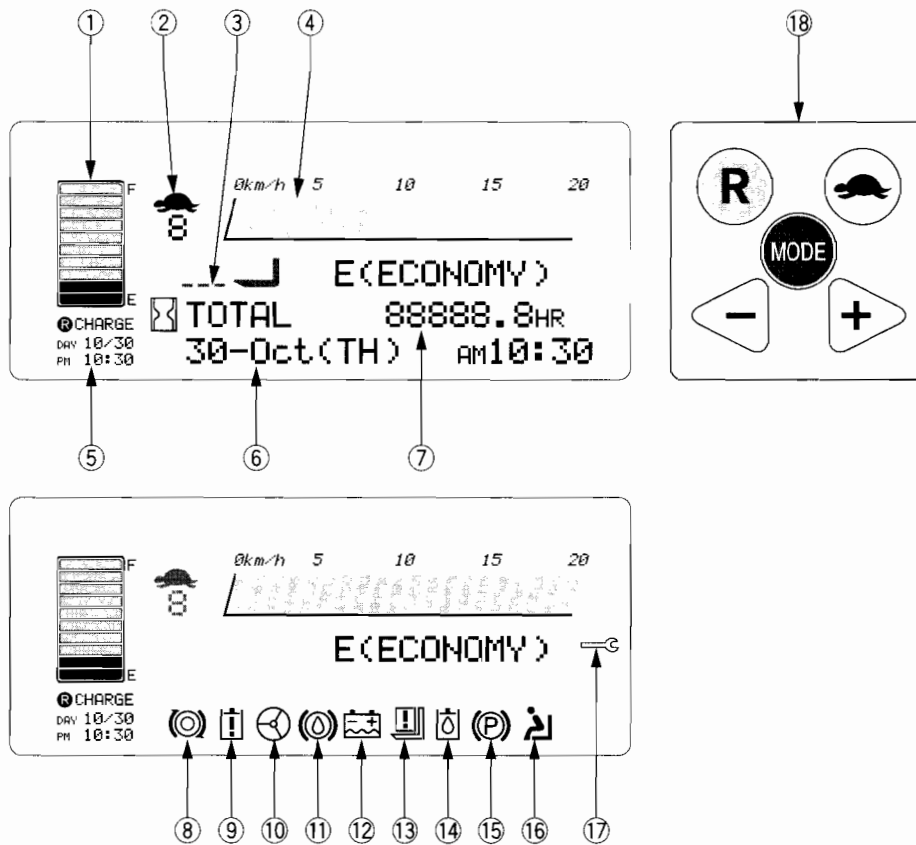 ① ② ③ ④ ⑱
F
0km/h 5 10 15 20
8
E(ECONOMY)
E
TOTAL 88888.8HR
30-Oct(TH) AM10:30
R CHARGE
DAY 10/30
PM 10:30
R
MODE
- +
⑤ ⑥ ⑦
F
0km/h 5 10 15 20
8
E(ECONOMY)
E
R CHARGE
DAY 10/30
PM 10:30
P
⑧ ⑨ ⑩ ⑪ ⑫ ⑬ ⑭ ⑮ ⑯ ⑰